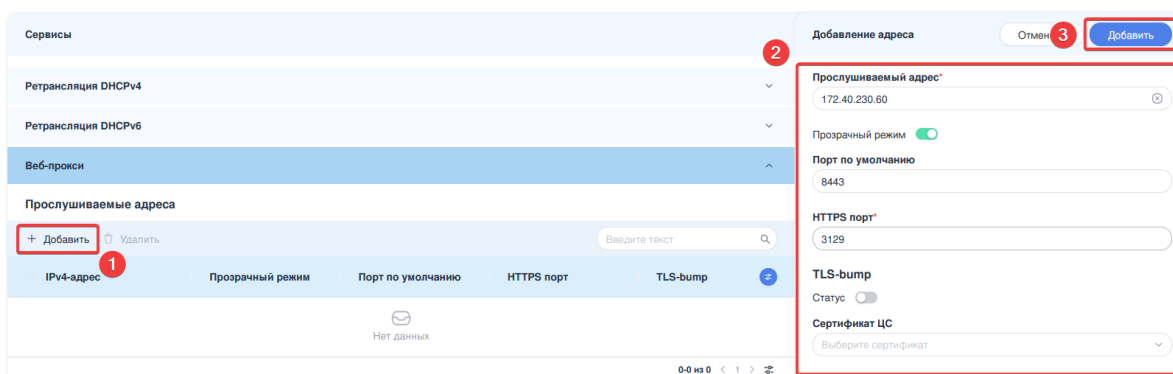 Сервисы
Ретрансляция DHCPv4
Ретрансляция DHCPv6
Веб-прокси
Прослушиваемые адреса
+ Добавить Удалить Введите текст
1
IPv4-адрес Прозрачный режим Порт по умолчанию HTTPS порт TLS-bump
Нет данных
0-0 из 0 < 1 >
2
Добавление адреса Отмен 3 Добавить
Прослушиваемый адрес*
172.40.230.60
Прозрачный режим
Порт по умолчанию
8443
HTTPS порт*
3129
TLS-bump
Статус
Сертификат ЦС
Выберите сертификат